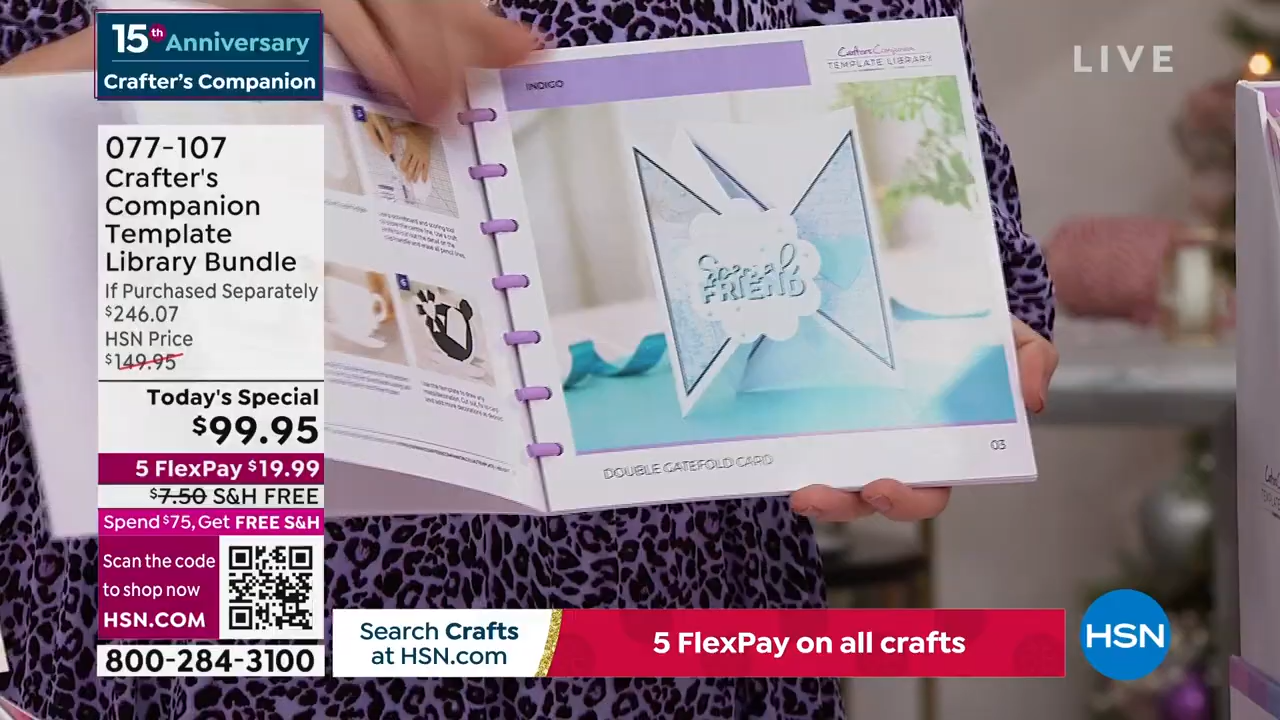 15th Anniversary
Crafter's Companion
077-107
Crafter's
Companion
Template
Library Bundle
If Purchased Separately
$246.07
HSN Price
$149.95
Today's Special
$99.95
5 FlexPay $19.99
$7.50 S&H FREE
Spend $75, Get FREE S&H
Scan the code
to shop now
HSN.COM
800-284-3100
INDIGO
Crafter's Companion
TEMPLATE LIBRARY
Special
FRIEND
DOUBLE GATEFOLD CARD
03
LIVE
Search Crafts
at HSN.com
5 FlexPay on all crafts
HSN